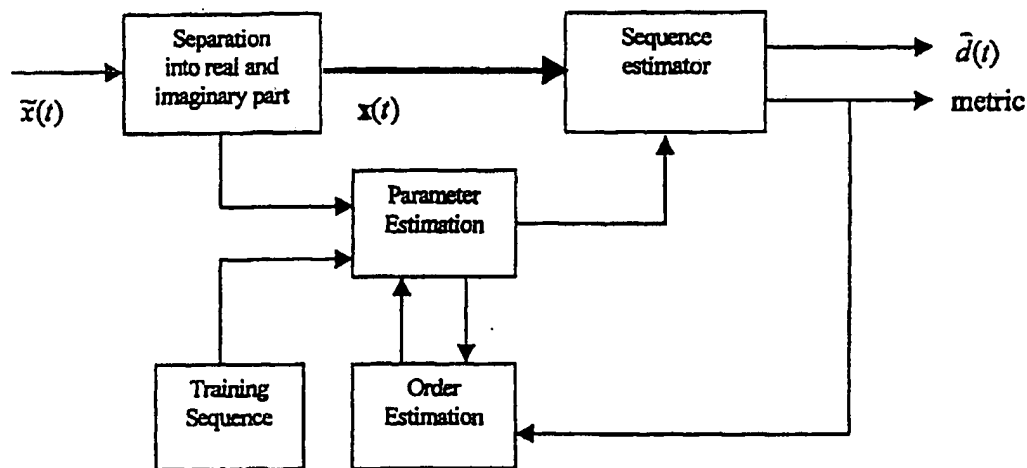 Separation
into real and
imaginary part
Sequence
estimator
d̄(t)
x̃(t)
x(t)
metric
Parameter
Estimation
Training
Sequence
Order
Estimation